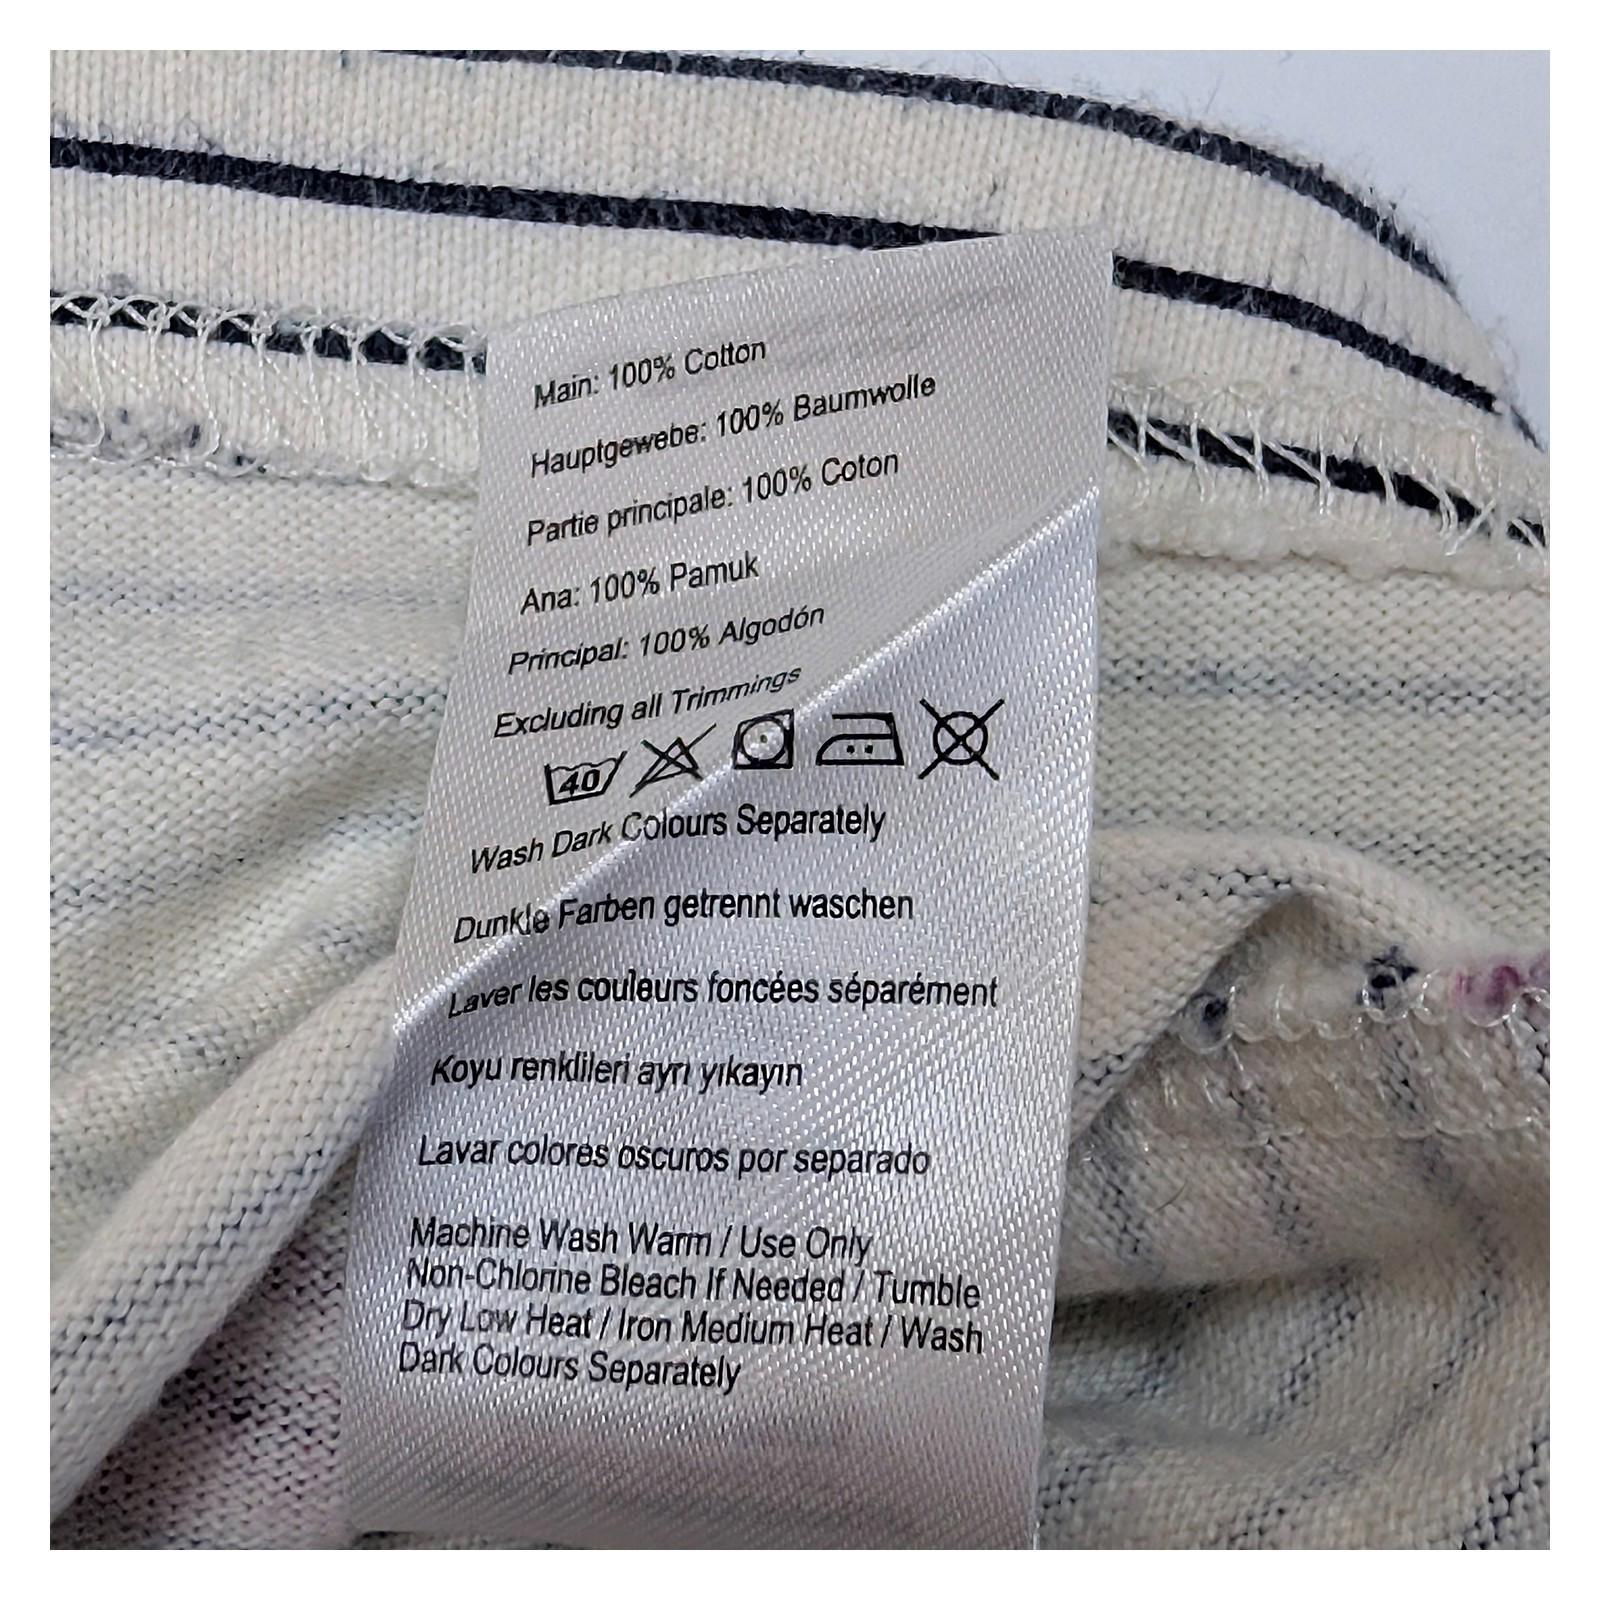 Main: 100% Cotton
Hauptgewebe: 100% Baumwolle
Partie principale: 100% Coton
Ana: 100% Pamuk
Principal: 100% Algodón
Excluding all Trimmings
40
Wash Dark Colours Separately
Dunkle Farben getrennt waschen
Laver les couleurs foncées séparément
Koyu renklileri ayrı yıkayın
Lavar colores oscuros por separado
Machine Wash Warm / Use Only
Non-Chlorine Bleach If Needed / Tumble
Dry Low Heat / Iron Medium Heat / Wash
Dark Colours Separately